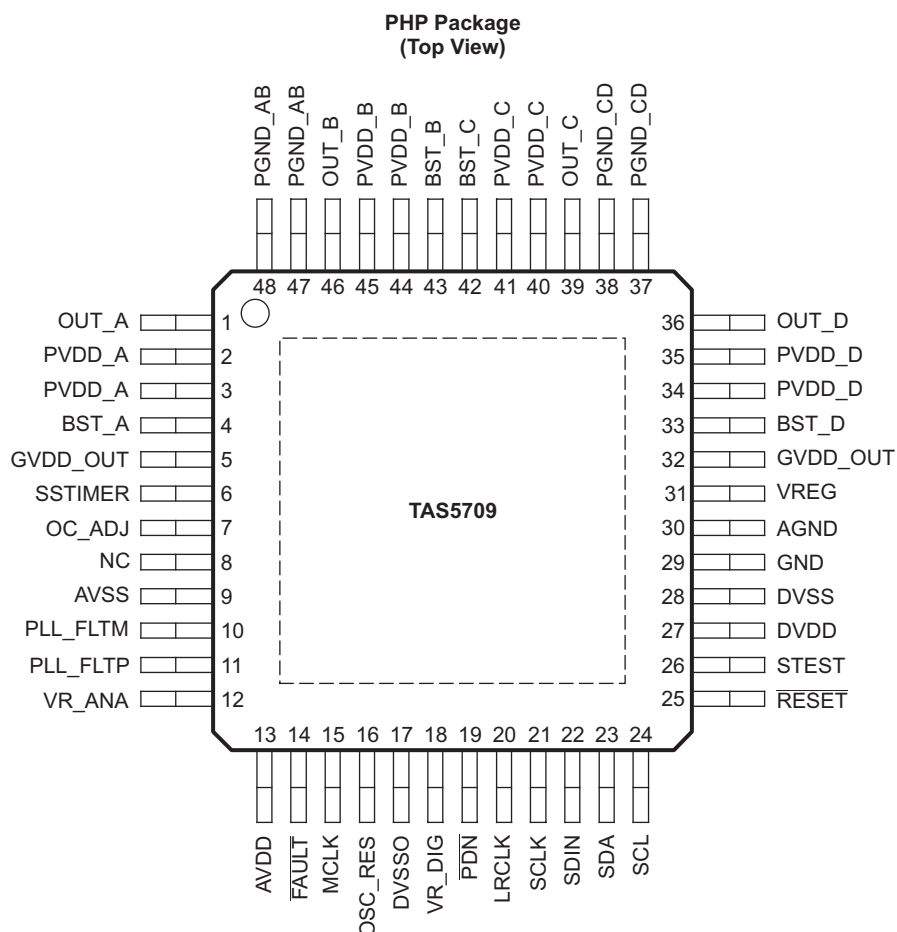 PHP Package
(Top View)
PGND_AB
PGND_AB
OUT_B
PVDD_B
PVDD_B
BST_B
BST_C
PVDD_C
PVDD_C
OUT_C
PGND_CD
PGND_CD
48 47 46 45 44 43 42 41 40 39 38 37
OUT_A 1 36 OUT_D
PVDD_A 2 35 PVDD_D
PVDD_A 3 34 PVDD_D
BST_A 4 33 BST_D
GVDD_OUT 5 32 GVDD_OUT
SSTIMER 6 31 VREG
OC_ADJ 7 TAS5709 30 AGND
NC 8 29 GND
AVSS 9 28 DVSS
PLL_FLTM 10 27 DVDD
PLL_FLTP 11 26 STEST
VR_ANA 12 25 RESET
13 14 15 16 17 18 19 20 21 22 23 24
AVDD
FAULT
MCLK
OSC_RES
DVSSO
VR_DIG
PDN
LRCLK
SCLK
SDIN
SDA
SCL